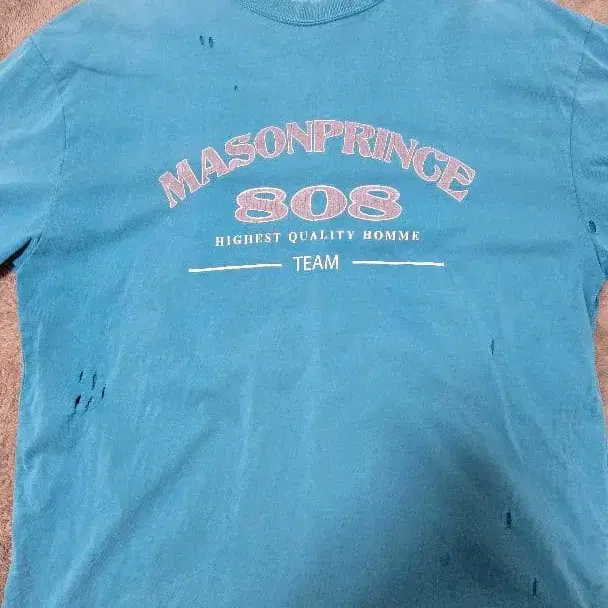 MASONPRINCE
808
HIGHEST QUALITY HOMME
TEAM